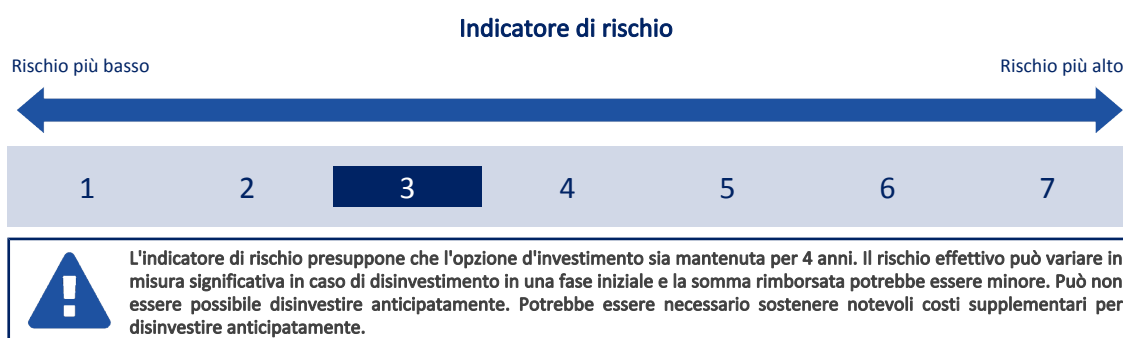 Indicatore di rischio
Rischio più basso
Rischio più alto
1 2 3 4 5 6 7
L'indicatore di rischio presuppone che l'opzione d'investimento sia mantenuta per 4 anni. Il rischio effettivo può variare in
misura significativa in caso di disinvestimento in una fase iniziale e la somma rimborsata potrebbe essere minore. Può non
essere possibile disinvestire anticipatamente. Potrebbe essere necessario sostenere notevoli costi supplementari per
disinvestire anticipatamente.